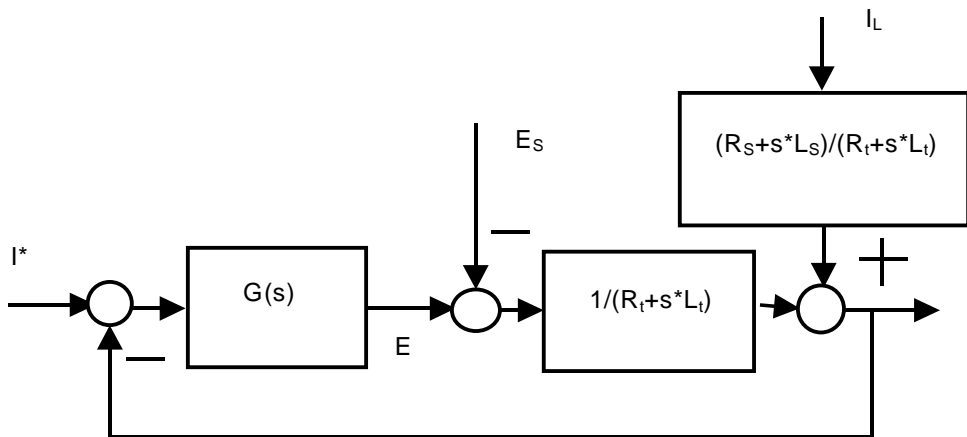 I_L
(R_S+s*L_S)/(R_t+s*L_t)
E_S
I*
G(s)
1/(R_t+s*L_t)
E